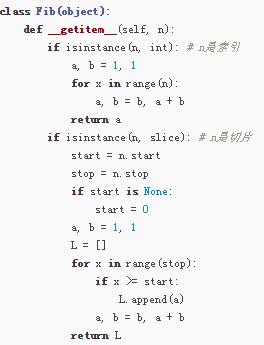 class Fib(object):
    def __getitem__(self, n):
        if isinstance(n, int): # n是索引
            a, b = 1, 1
            for x in range(n):
                a, b = b, a + b
            return a
        if isinstance(n, slice): # n是切片
            start = n.start
            stop = n.stop
            if start is None:
                start = 0
            a, b = 1, 1
            L = []
            for x in range(stop):
                if x >= start:
                    L.append(a)
                a, b = b, a + b
            return L